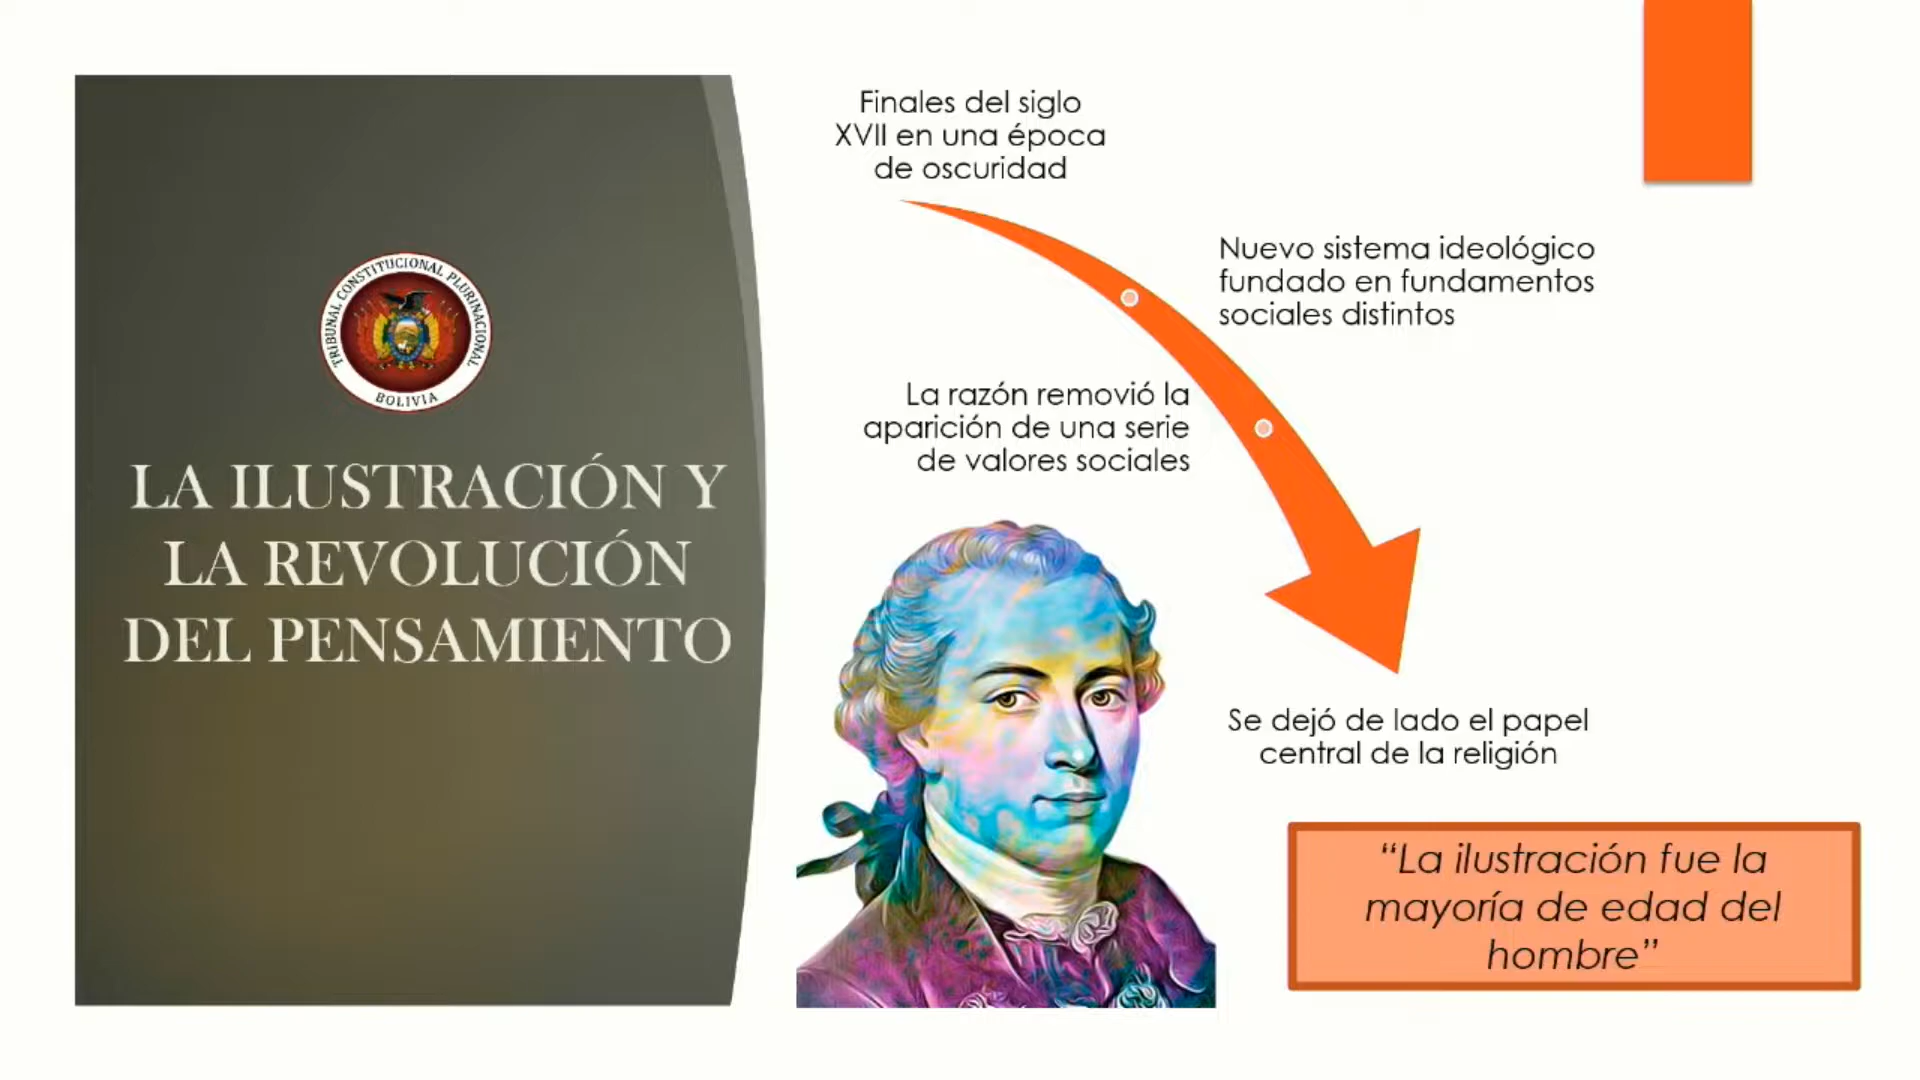 TRIBUNAL CONSTITUCIONAL PLURINACIONAL
BOLIVIA
LA ILUSTRACIÓN Y
LA REVOLUCIÓN
DEL PENSAMIENTO
Finales del siglo
XVII en una época
de oscuridad
Nuevo sistema ideológico
fundado en fundamentos
sociales distintos
La razón removió la
aparición de una serie
de valores sociales
Se dejó de lado el papel
central de la religión
“La ilustración fue la
mayoría de edad del
hombre”